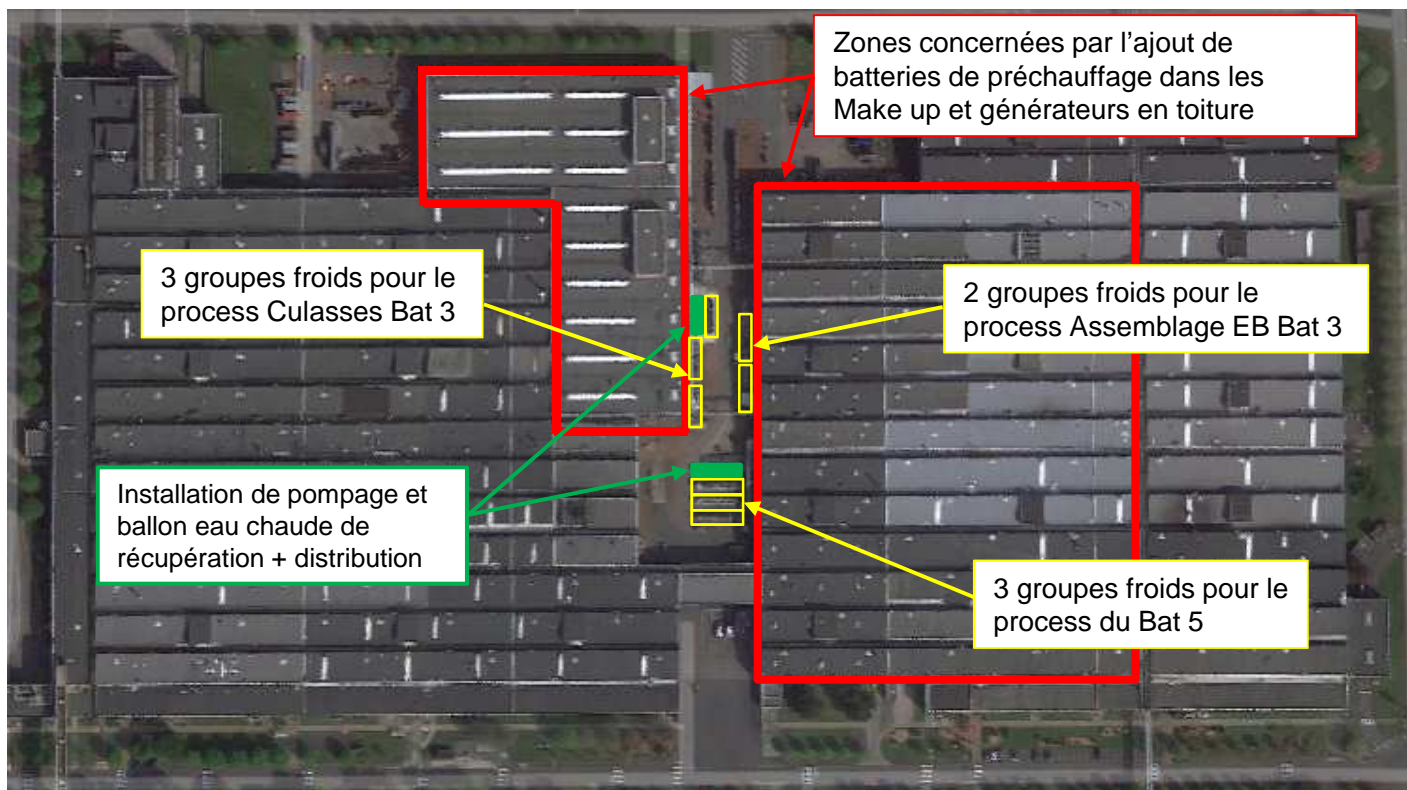 Zones concernées par l'ajout de
batteries de préchauffage dans les
Make up et générateurs en toiture
3 groupes froids pour le
process Culasses Bat 3
2 groupes froids pour le
process Assemblage EB Bat 3
Installation de pompage et
ballon eau chaude de
récupération + distribution
3 groupes froids pour le
process du Bat 5